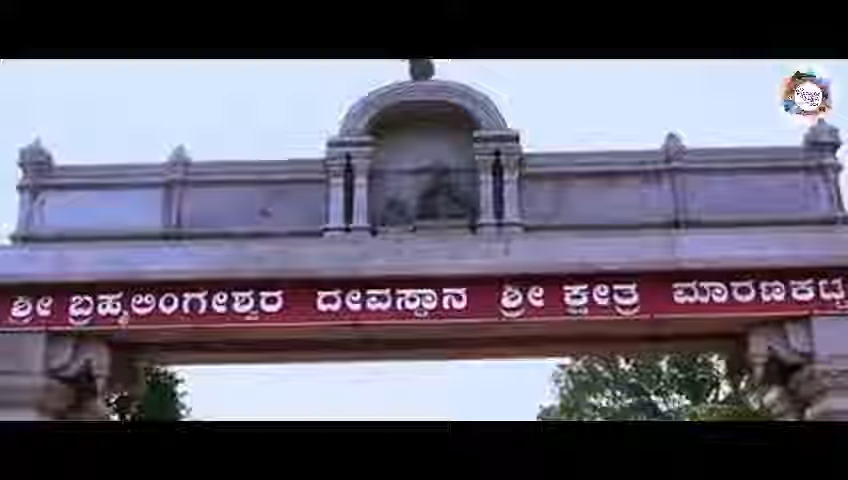 ಶ್ರೀ ಬ್ರಹ್ಮಲಿಂಗೇಶ್ವರ ದೇವಸ್ಥಾನ ಶ್ರೀ ಕ್ಷೇತ್ರ ಮಾರಣಕಟ್ಟೆ